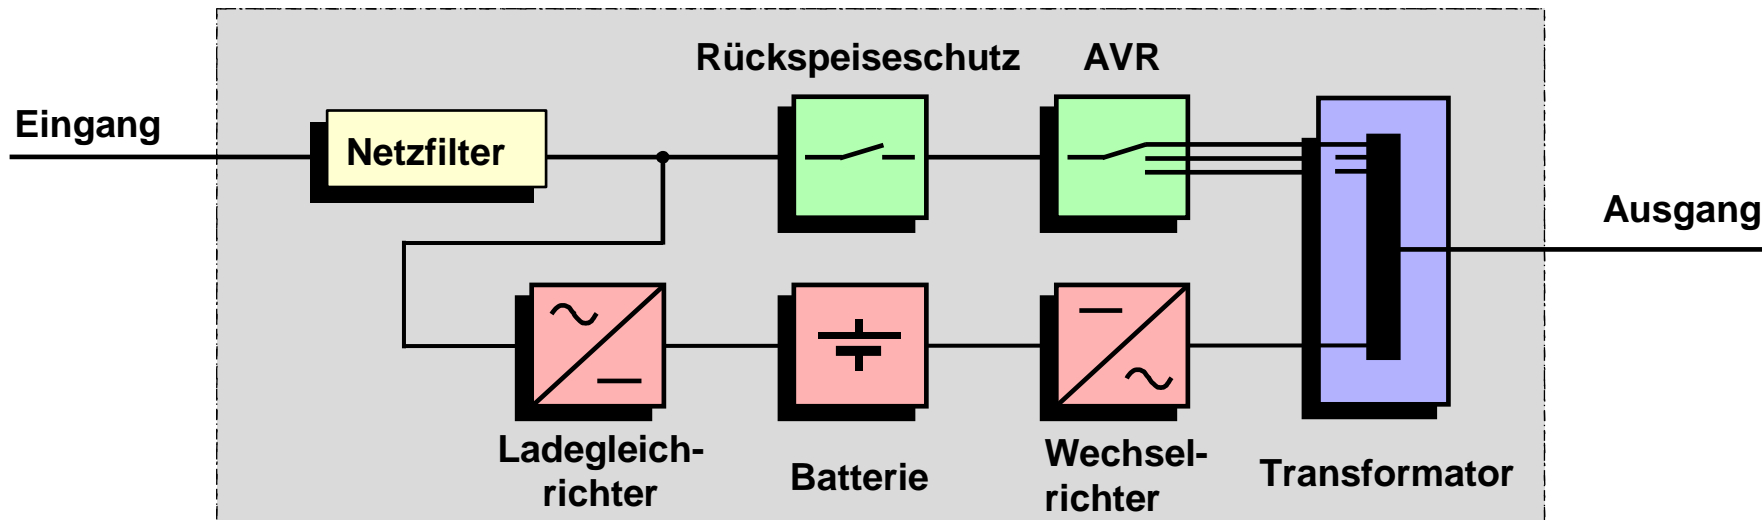 Rückspeiseschutz
AVR
Eingang
Netzfilter
Ausgang
Ladegleich-
richter
Batterie
Wechsel-
richter
Transformator